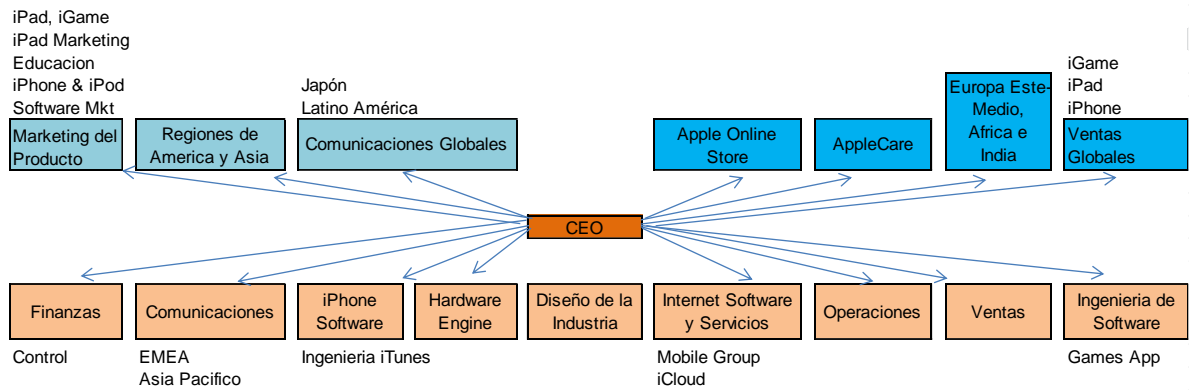 iPad, iGame
iPad Marketing
Educacion
iPhone & iPod
Software Mkt
Marketing del
Producto
Regiones de
America y Asia
Japón
Latino América
Comunicaciones Globales
Apple Online
Store
AppleCare
Europa Este-
Medio,
Africa e
India
iGame
iPad
iPhone
Ventas
Globales
CEO
Finanzas
Control
Comunicaciones
EMEA
Asia Pacifico
iPhone
Software
Ingenieria iTunes
Hardware
Engine
Diseño de la
Industria
Internet Software
y Servicios
Mobile Group
iCloud
Operaciones
Ventas
Ingenieria de
Software
Games App